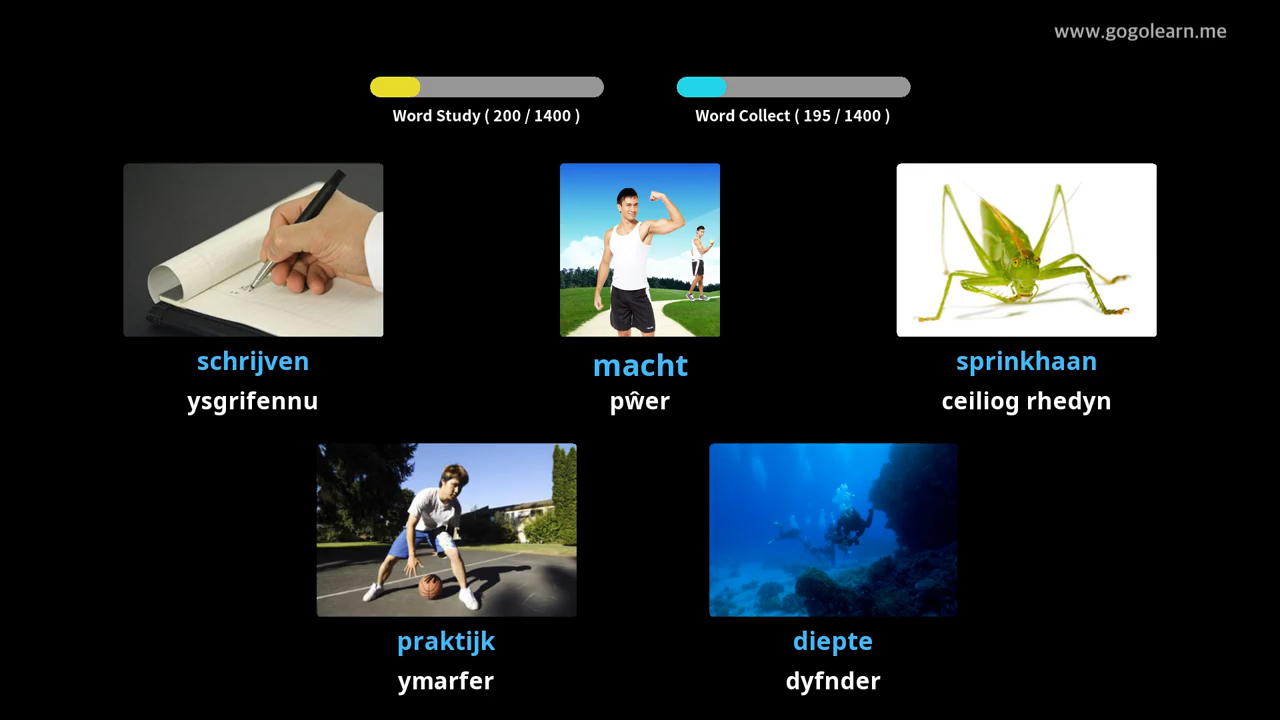 www.gogolearn.me
Word Study ( 200 / 1400 )
Word Collect ( 195 / 1400 )
schrijven
ysgrifennu
macht
pŵer
sprinkhaan
ceiliog rhedyn
praktijk
ymarfer
diepte
dyfnder